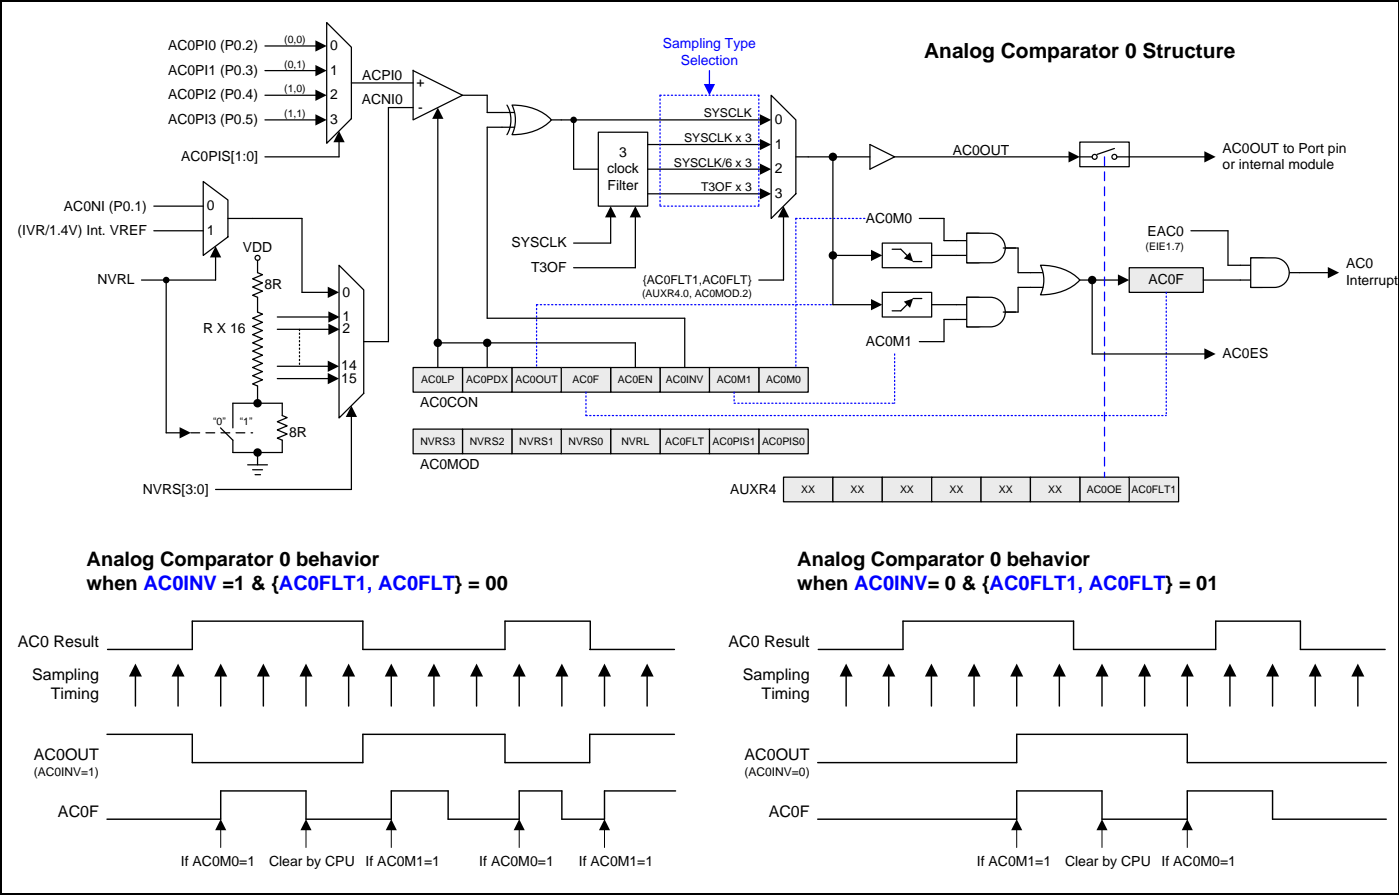 Analog Comparator 0 Structure
AC0PI0 (P0.2)
(0,0)
0
AC0PI1 (P0.3)
(0,1)
1
AC0PI2 (P0.4)
(1,0)
2
AC0PI3 (P0.5)
(1,1)
3
AC0PIS[1:0]
ACPI0
ACNI0
+
-
Sampling Type
Selection
SYSCLK
0
SYSCLK x 3
1
SYSCLK/6 x 3
2
T3OF x 3
3
3
clock
Filter
SYSCLK
T3OF
{AC0FLT1,AC0FLT}
(AUXR4.0, AC0MOD.2)
AC0OUT
AC0OUT to Port pin
or internal module
AC0M0
AC0M1
EAC0
(EIE1.7)
AC0F
AC0
Interrupt
AC0ES
AC0NI (P0.1)
0
(IVR/1.4V) Int. VREF
1
NVRL
VDD
8R
R X 16
"0"
"1"
8R
0
1
2
14
15
NVRS[3:0]
AC0LP AC0PDX AC0OUT AC0F AC0EN AC0INV AC0M1 AC0M0
AC0CON
NVRS3 NVRS2 NVRS1 NVRS0 NVRL AC0FLT AC0PIS1 AC0PIS0
AC0MOD
AUXR4 XX XX XX XX XX XX AC0OE AC0FLT1
Analog Comparator 0 behavior
when AC0INV =1 & {AC0FLT1, AC0FLT} = 00
AC0 Result
Sampling
Timing
AC0OUT
(AC0INV=1)
AC0F
If AC0M0=1 Clear by CPU If AC0M1=1 If AC0M0=1 If AC0M1=1
Analog Comparator 0 behavior
when AC0INV= 0 & {AC0FLT1, AC0FLT} = 01
AC0 Result
Sampling
Timing
AC0OUT
(AC0INV=0)
AC0F
If AC0M1=1 Clear by CPU If AC0M0=1